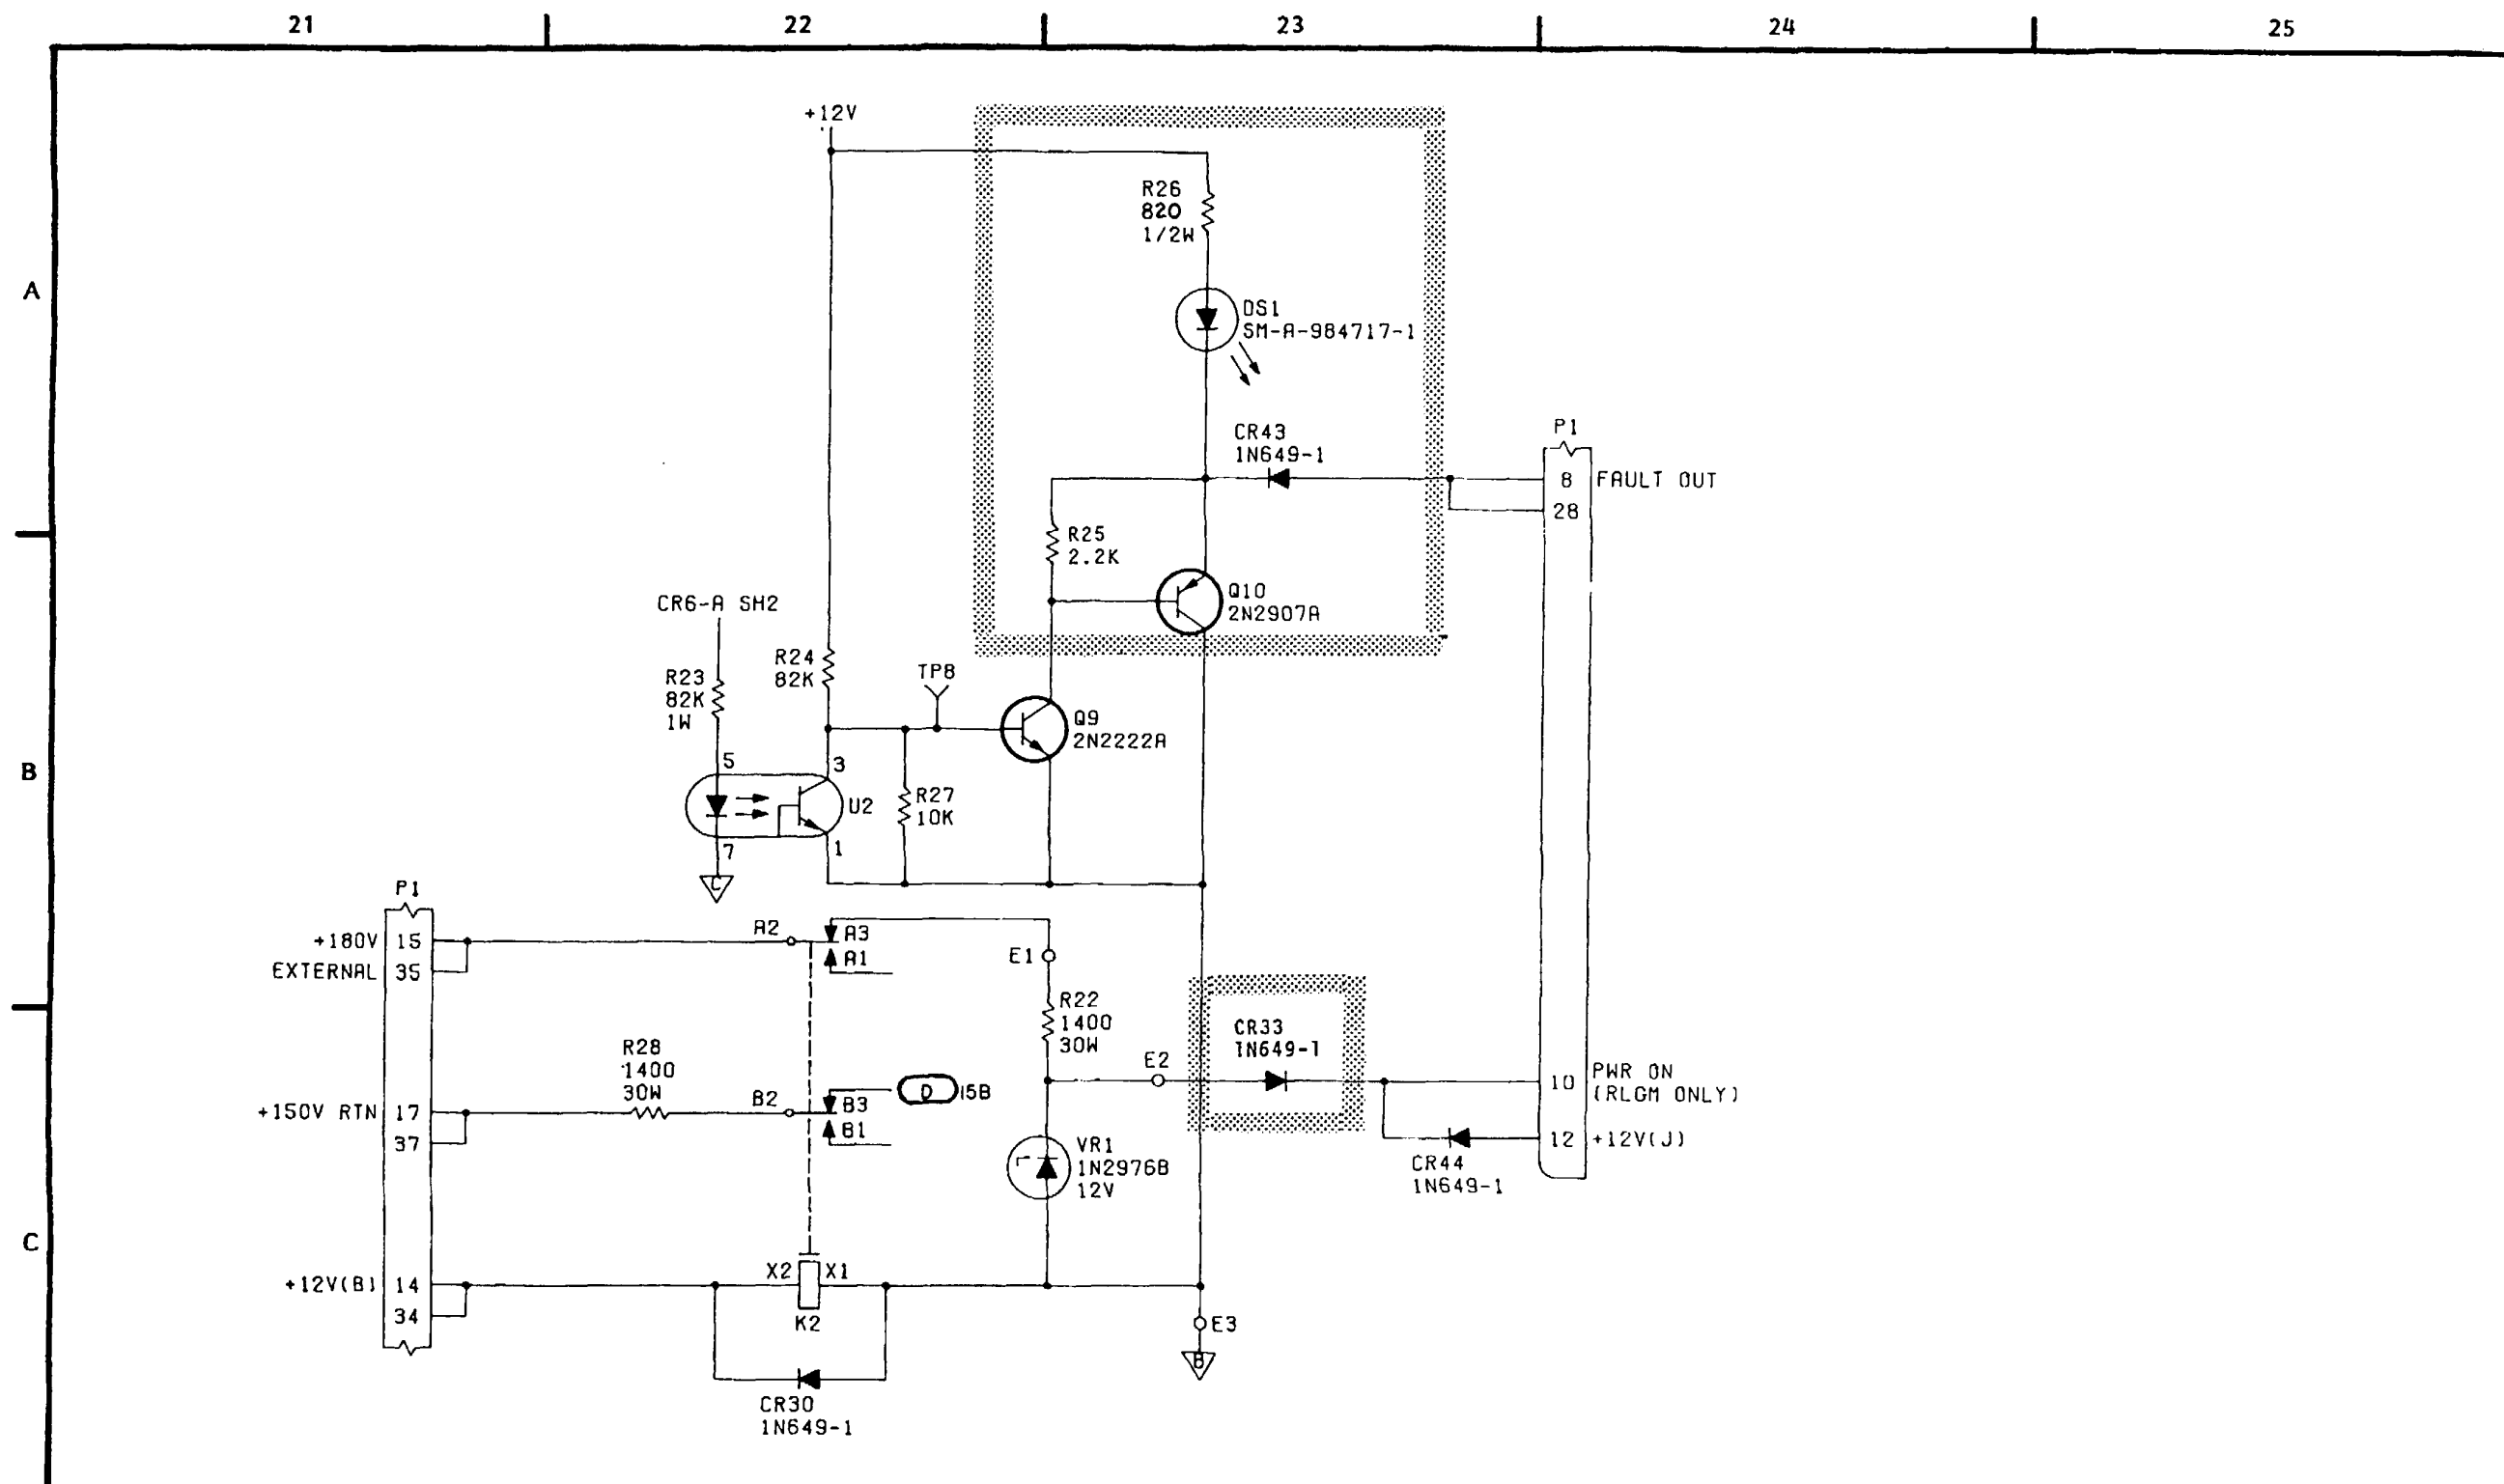 21 22 23 24 25
A
B
C
+12V
R26
820
1/2W
DS1
SM-A-984717-1
CR43
1N649-1
P1
8 FAULT OUT
28
R25
2.2K
Q10
2N2907A
CR6-A SH2
R24
82K
R23
82K
1W
TP8
Q9
2N2222A
5
3
U2
R27
10K
7
1
C
P1
+180V 15
EXTERNAL 35
A2
A3
A1
E1
R22
1400
30W
CR33
1N649-1
E2
R28
1400
30W
+150V RTN 17
37
B2
B3
B1
D 15B
10 PWR ON
(RLGM ONLY)
12 +12V(J)
CR44
1N649-1
VR1
1N2976B
12V
+12V(B) 14
34
X2 X1
K2
E3
B
CR30
1N649-1